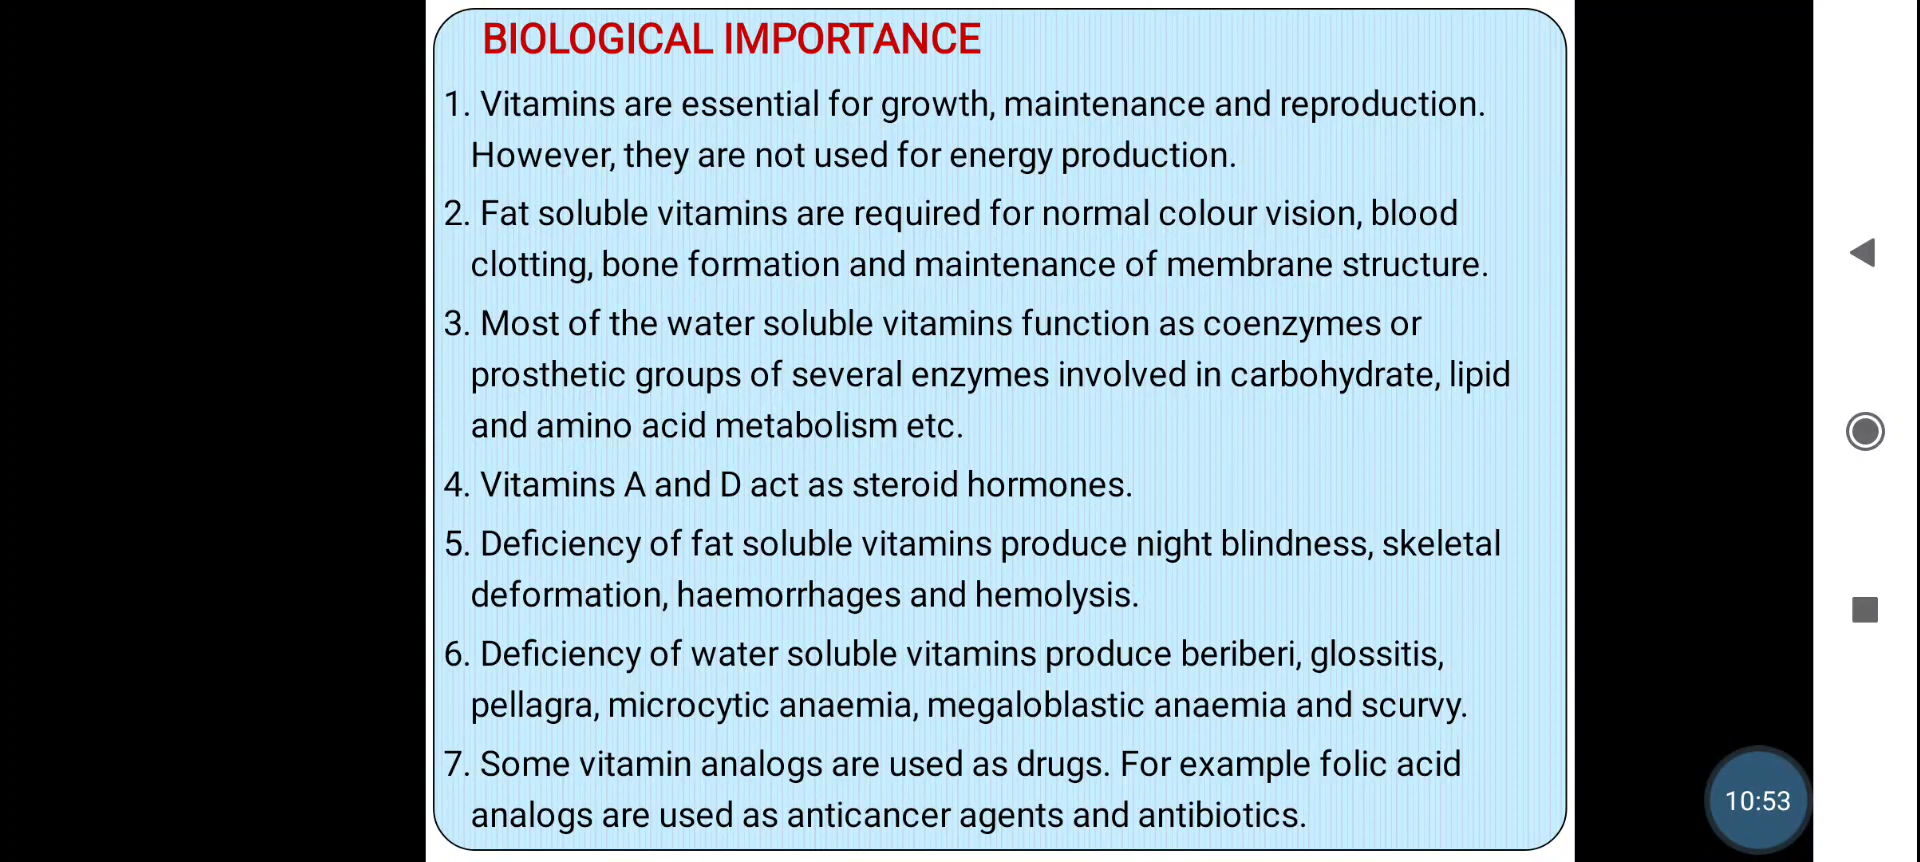 BIOLOGICAL IMPORTANCE
1. Vitamins are essential for growth, maintenance and reproduction.
However, they are not used for energy production.
2. Fat soluble vitamins are required for normal colour vision, blood
clotting, bone formation and maintenance of membrane structure.
3. Most of the water soluble vitamins function as coenzymes or
prosthetic groups of several enzymes involved in carbohydrate, lipid
and amino acid metabolism etc.
4. Vitamins A and D act as steroid hormones.
5. Deficiency of fat soluble vitamins produce night blindness, skeletal
deformation, haemorrhages and hemolysis.
6. Deficiency of water soluble vitamins produce beriberi, glossitis,
pellagra, microcytic anaemia, megaloblastic anaemia and scurvy.
7. Some vitamin analogs are used as drugs. For example folic acid
analogs are used as anticancer agents and antibiotics.
10:53